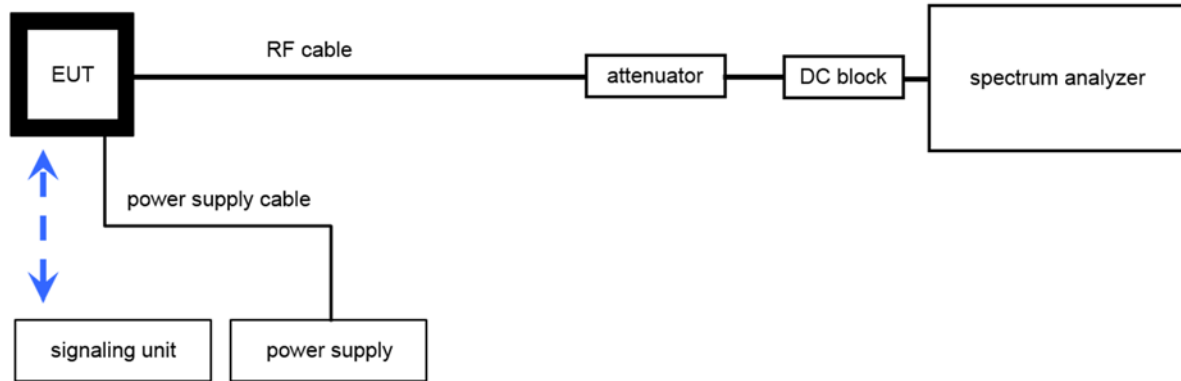 RF cable
EUT
attenuator
DC block
spectrum analyzer
power supply cable
signaling unit
power supply